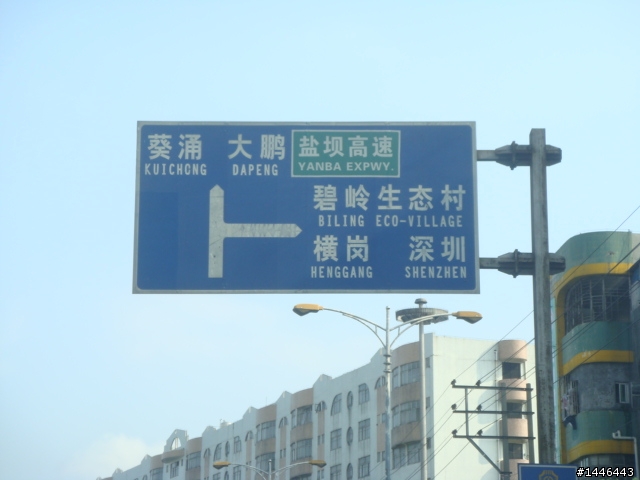 葵涌 大鹏 盐坝高速
KUICHONG DAPENG YANBA EXPWY.
碧岭生态村
BILING ECO-VILLAGE
横岗 深圳
HENGGANG SHENZHEN
#1446443